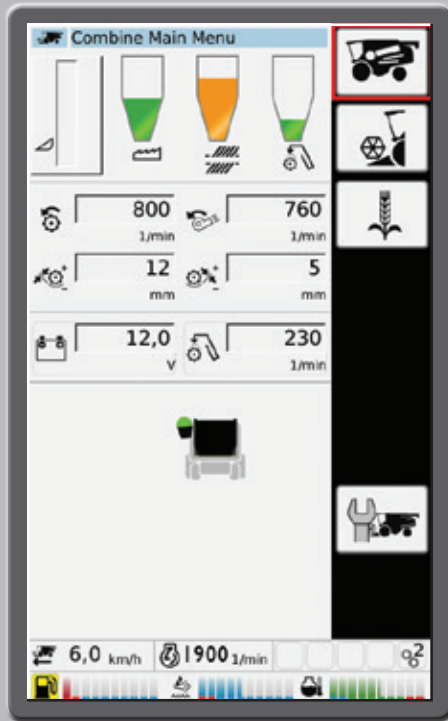 Combine Main Menu
800 760
1/min 1/min
12 5
mm mm
12,0 230
V 1/min
6,0 km/h 1900 1/min 2